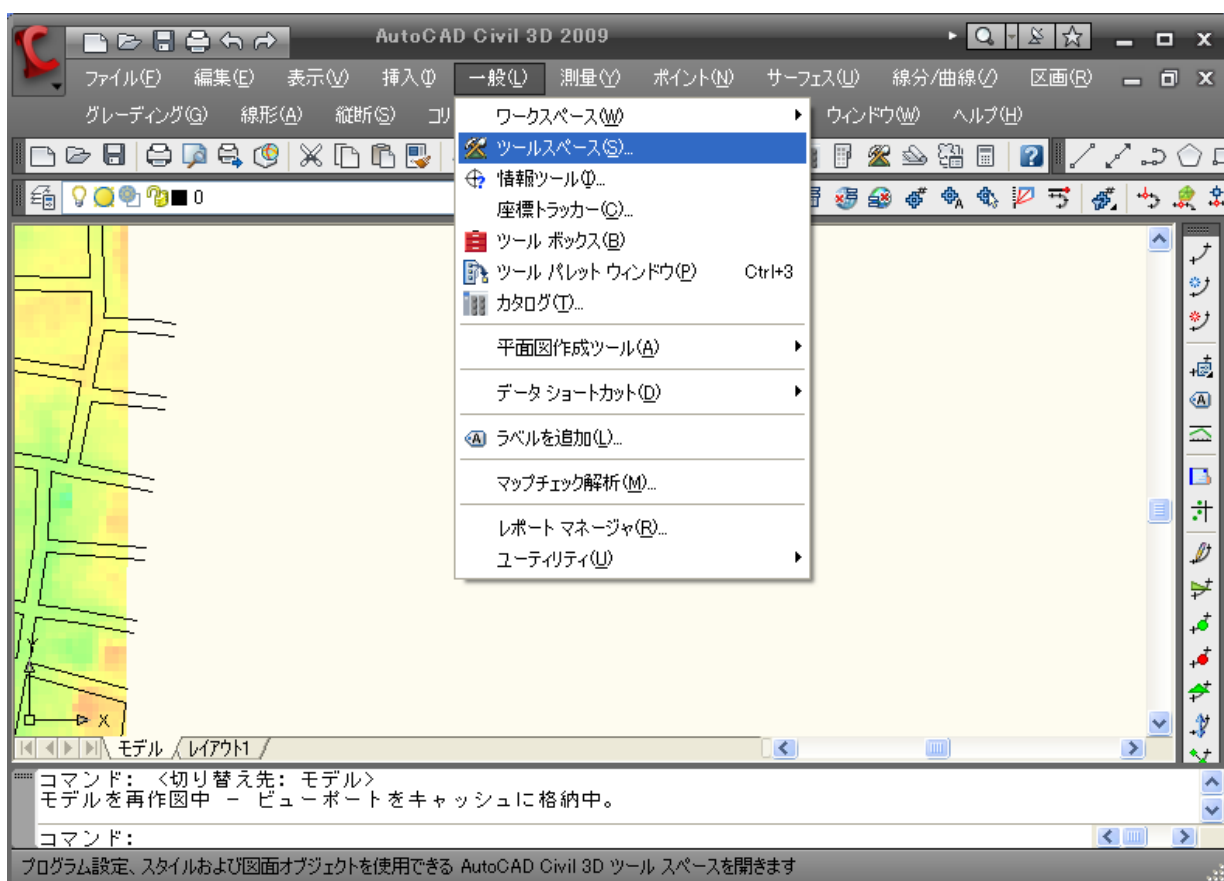 AutoCAD Civil 3D 2009
ファイル(F) 編集(E) 表示(V) 挿入(I) 一般(L) 測量(Y) ポイント(N) サーフェス(U) 線分/曲線(/) 区画(R)
グレーディング(G) 線形(A) 縦断(S) コリ ウィンドウ(W) ヘルプ(H)
0
ワークスペース(W)
ツールスペース(S)...
情報ツール(I)...
座標トラッカー(C)...
ツール ボックス(B)
ツール パレット ウィンドウ(P) Ctrl+3
カタログ(T)...
平面図作成ツール(A)
データ ショートカット(D)
ラベルを追加(L)...
マップチェック解析(M)...
レポート マネージャ(R)...
ユーティリティ(U)
Y
X
モデル レイアウト1
コマンド: <切り替え先: モデル>
モデルを再作図中 - ビューポートをキャッシュに格納中。
コマンド:
プログラム設定、スタイルおよび図面オブジェクトを使用できる AutoCAD Civil 3D ツール スペースを開きます